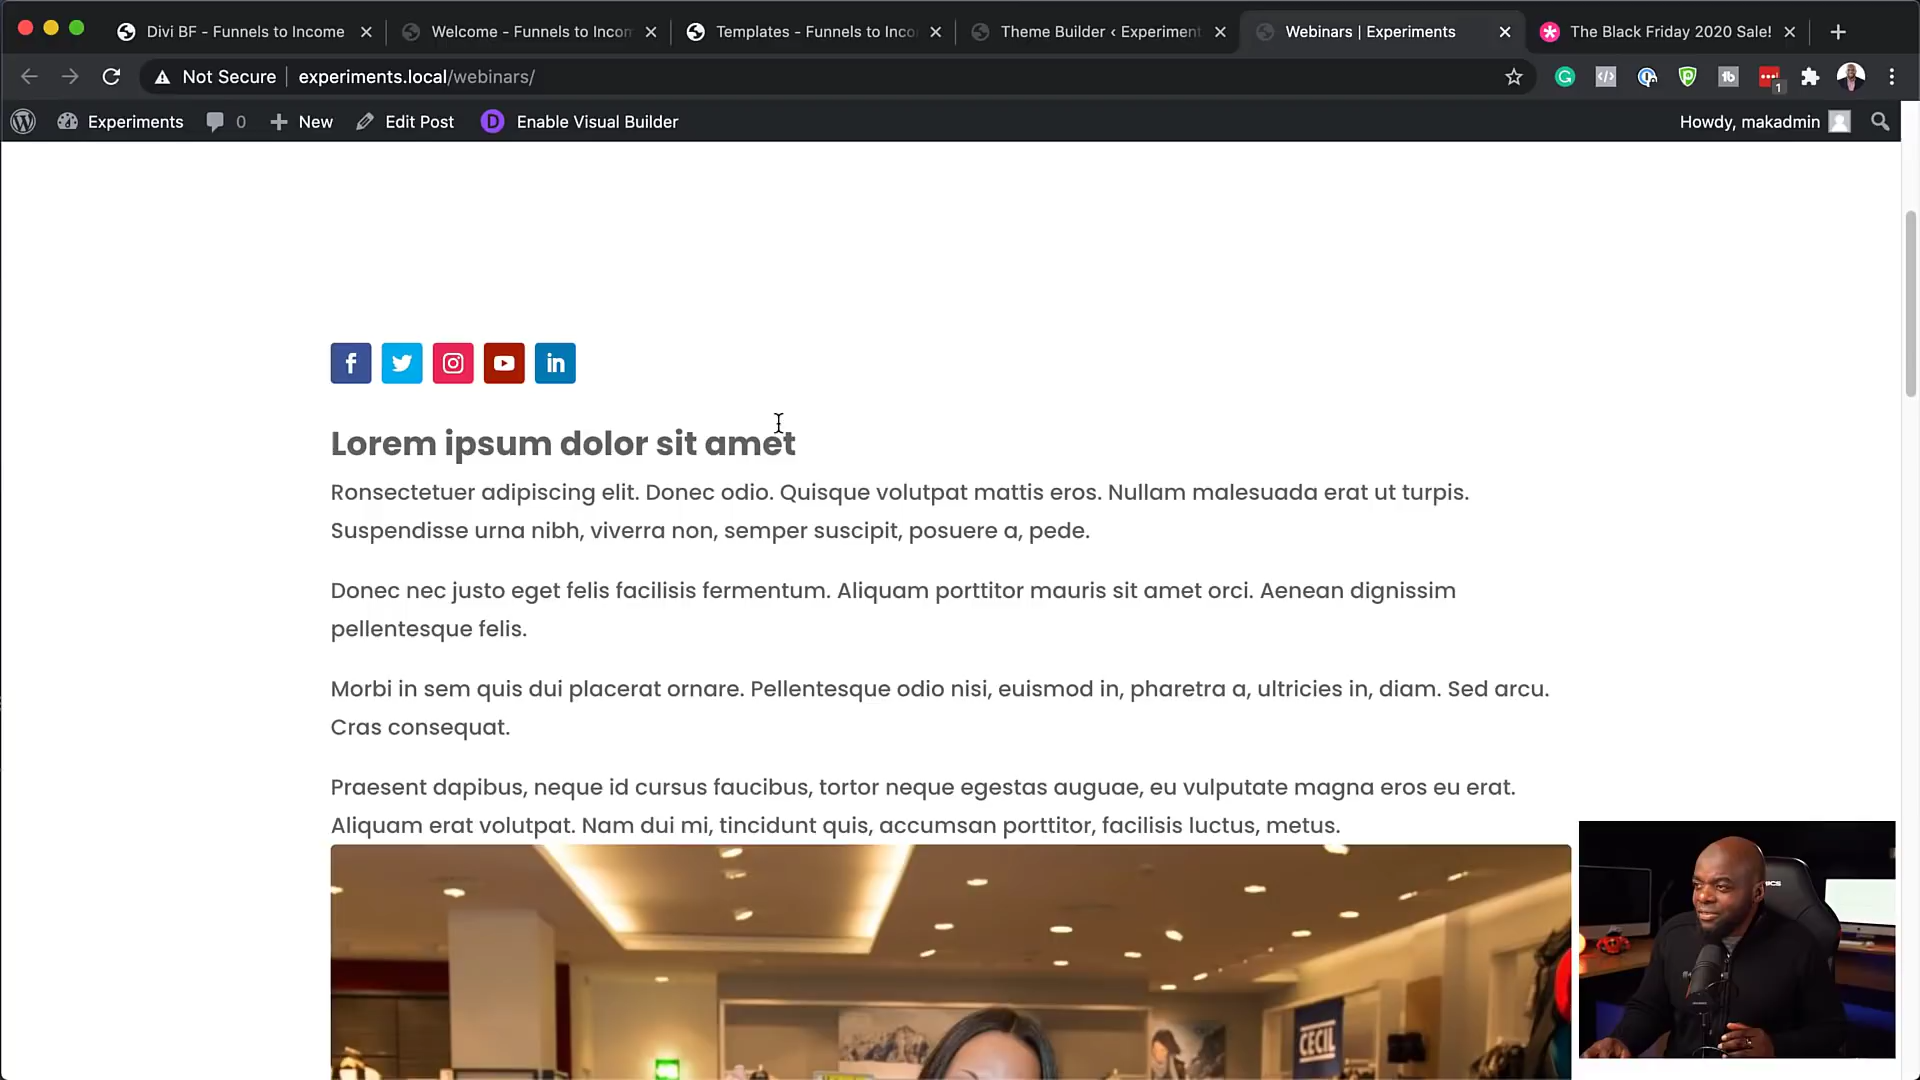 Divi BF - Funnels to Income
Welcome - Funnels to Incom
Templates - Funnels to Inco
Theme Builder ‹ Experiment
Webinars | Experiments
The Black Friday 2020 Sale!
Not Secure
experiments.local/webinars/
1
Experiments
0
New
Edit Post
D
Enable Visual Builder
Howdy, makadmin
Lorem ipsum dolor sit amet
Ronsectetuer adipiscing elit. Donec odio. Quisque volutpat mattis eros. Nullam malesuada erat ut turpis.
Suspendisse urna nibh, viverra non, semper suscipit, posuere a, pede.
Donec nec justo eget felis facilisis fermentum. Aliquam porttitor mauris sit amet orci. Aenean dignissim
pellentesque felis.
Morbi in sem quis dui placerat ornare. Pellentesque odio nisi, euismod in, pharetra a, ultricies in, diam. Sed arcu.
Cras consequat.
Praesent dapibus, neque id cursus faucibus, tortor neque egestas auguae, eu vulputate magna eros eu erat.
Aliquam erat volutpat. Nam dui mi, tincidunt quis, accumsan porttitor, facilisis luctus, metus.
CECIL